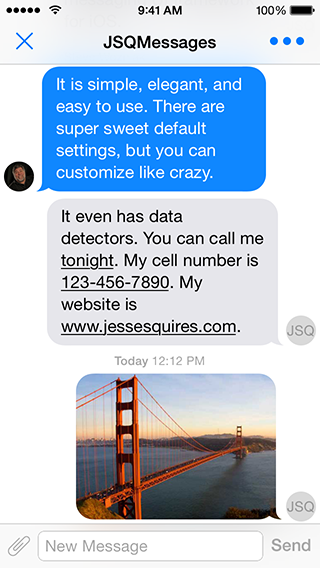 9:41 AM 100%
JSQMessages
It is simple, elegant, and
easy to use. There are
super sweet default
settings, but you can
customize like crazy.
It even has data
detectors. You can call me
tonight. My cell number is
123-456-7890. My
website is
www.jessesquires.com.
JSQ
Today 12:12 PM
JSQ
New Message Send